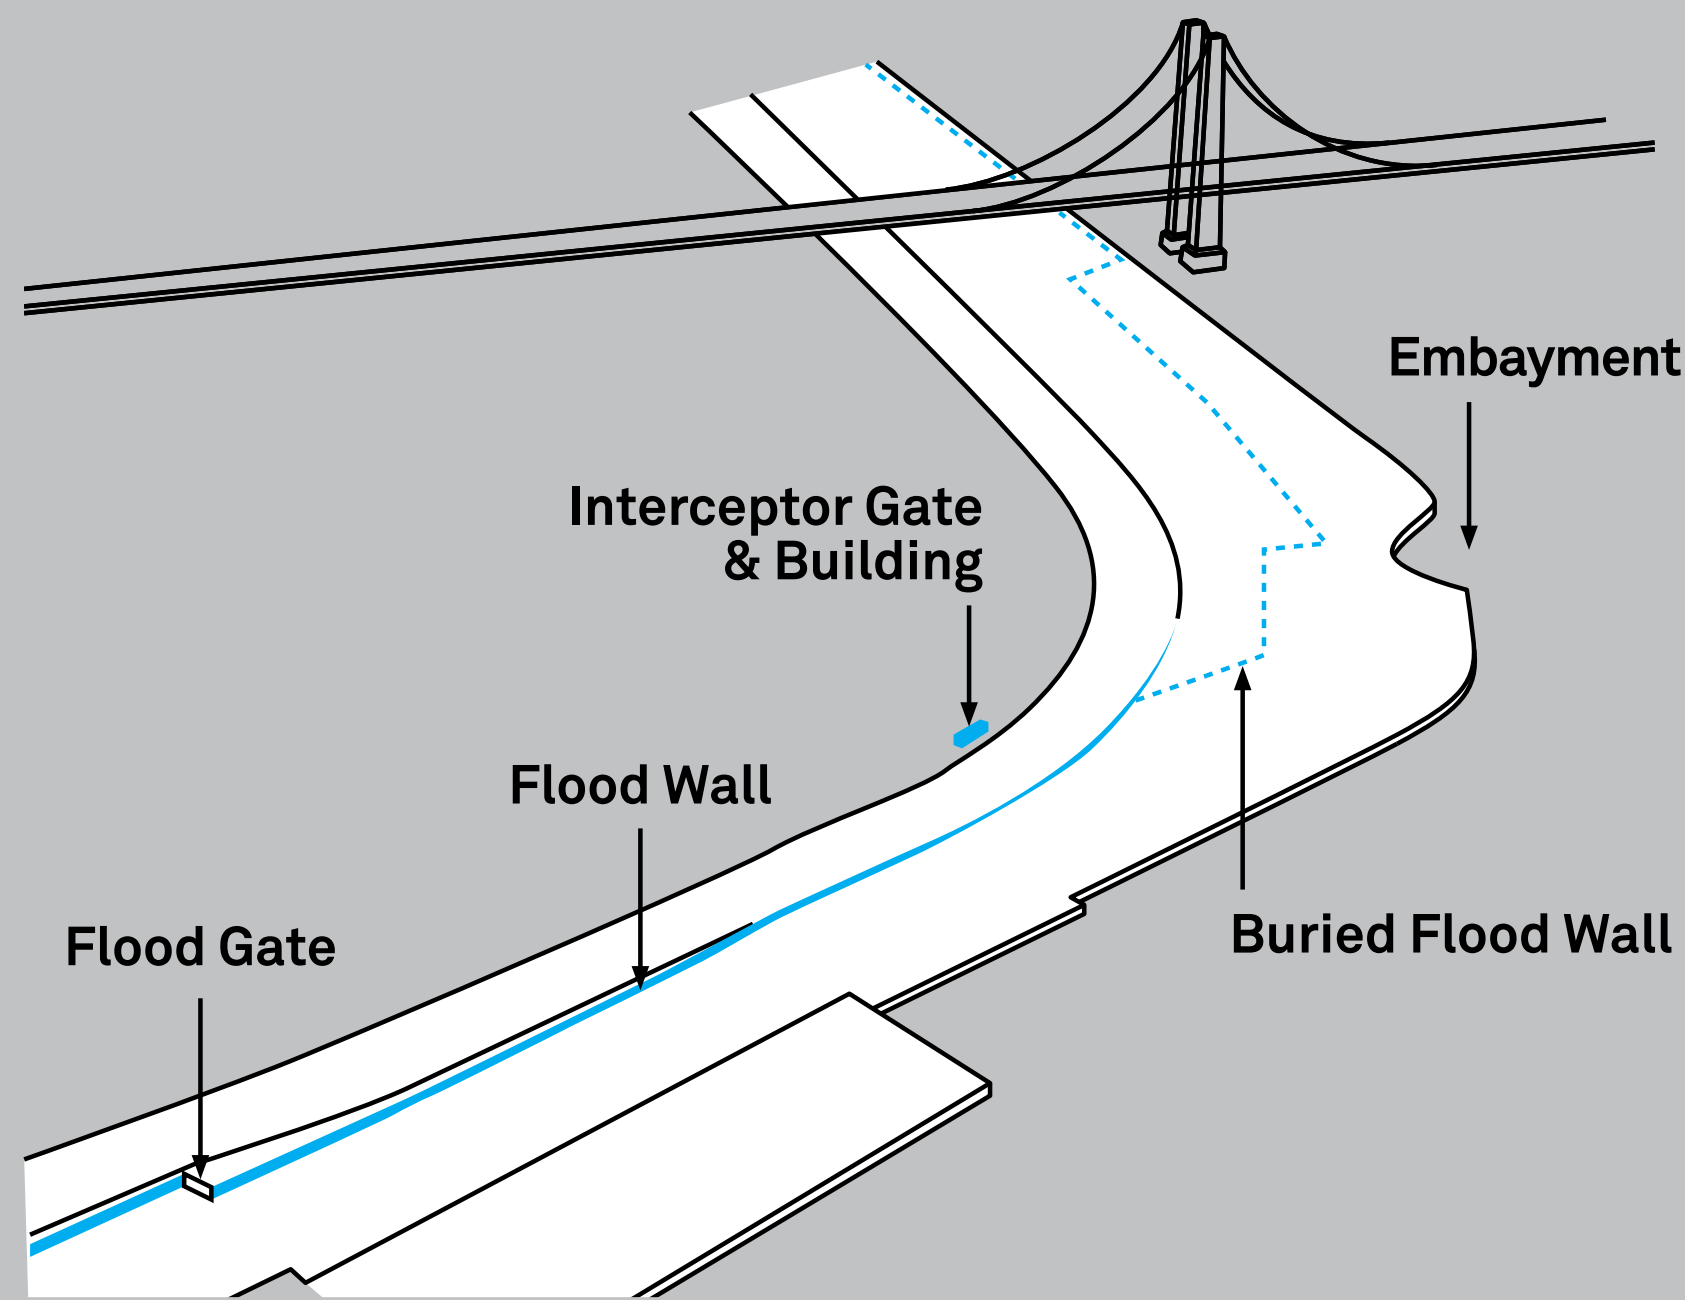 Embayment
Interceptor Gate
& Building
Flood Wall
Flood Gate
Buried Flood Wall